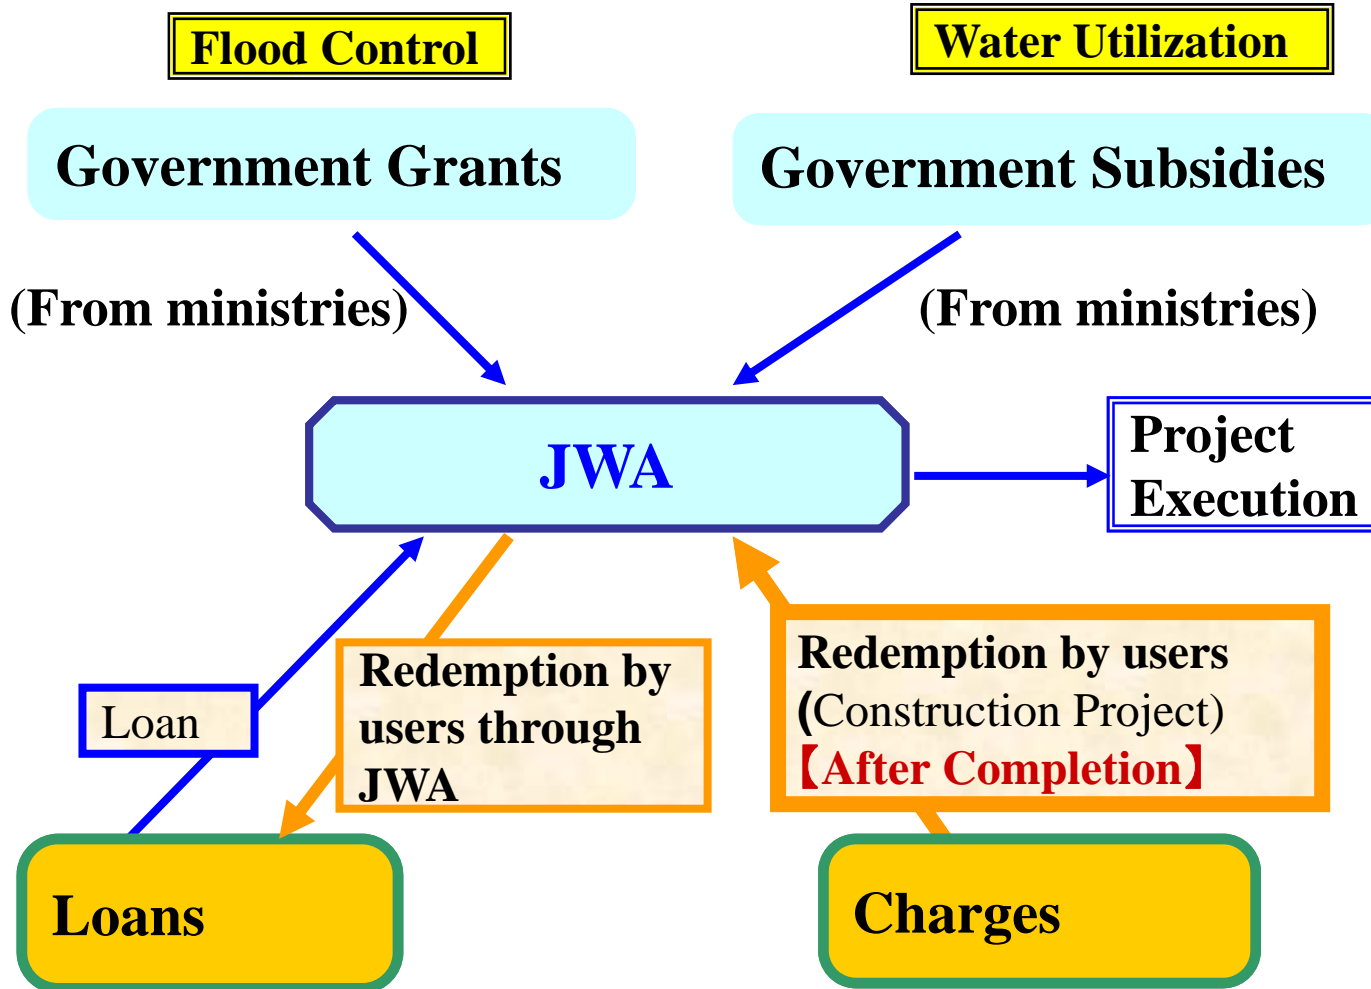 Flood Control
Water Utilization
Government Grants
Government Subsidies
(From ministries)
(From ministries)
JWA
Project
Execution
Loan
Redemption by
users through
JWA
Redemption by users
(Construction Project)
【After Completion】
Loans
Charges